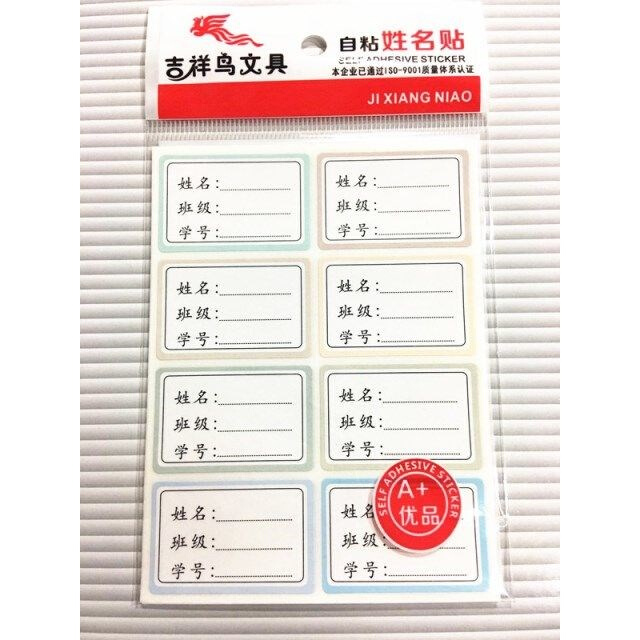 吉祥鸟文具
自粘姓名贴
SELF ADHESIVE STICKER
本企业已通过ISO-9001质量体系认证
JI XIANG NIAO
姓名:
班级:
学号:
姓名:
班级:
学号:
姓名:
班级:
学号:
姓名:
班级:
学号:
姓名:
班级:
学号:
姓名:
班级:
学号:
姓名:
班级:
学号:
姓
班
学号:
SELF ADHESIVE STICKER
A+
优品